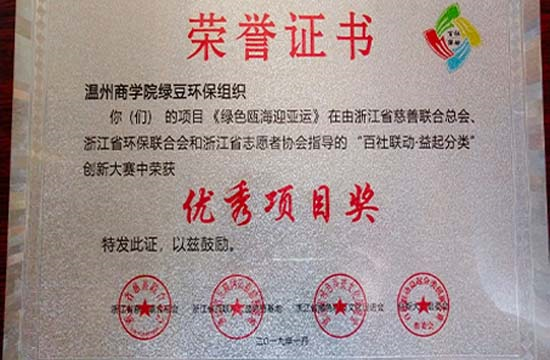 荣誉证书
百社联动
温州商学院绿豆环保组织
你（们）的项目《绿色瓯海迎亚运》在由浙江省慈善联合总会、
浙江省环保联合会和浙江省志愿者协会指导的“百社联动·益起分类”
创新大赛中荣获
优秀项目奖
特发此证，以兹鼓励。
二〇一九年一月